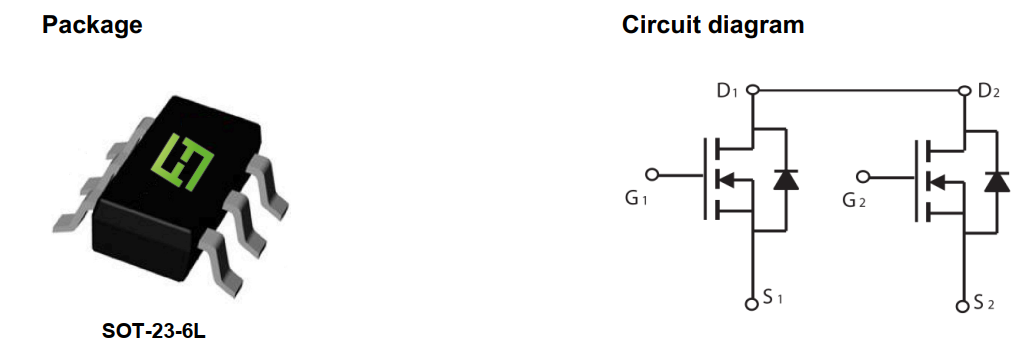 Package
Circuit diagram
D1
D2
G1
G2
S1
S2
SOT-23-6L